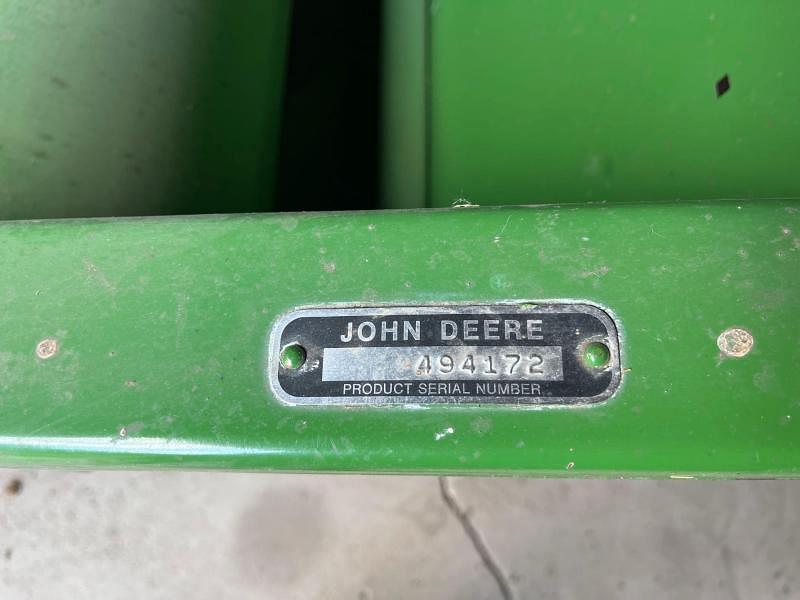 JOHN DEERE
494172
PRODUCT SERIAL NUMBER